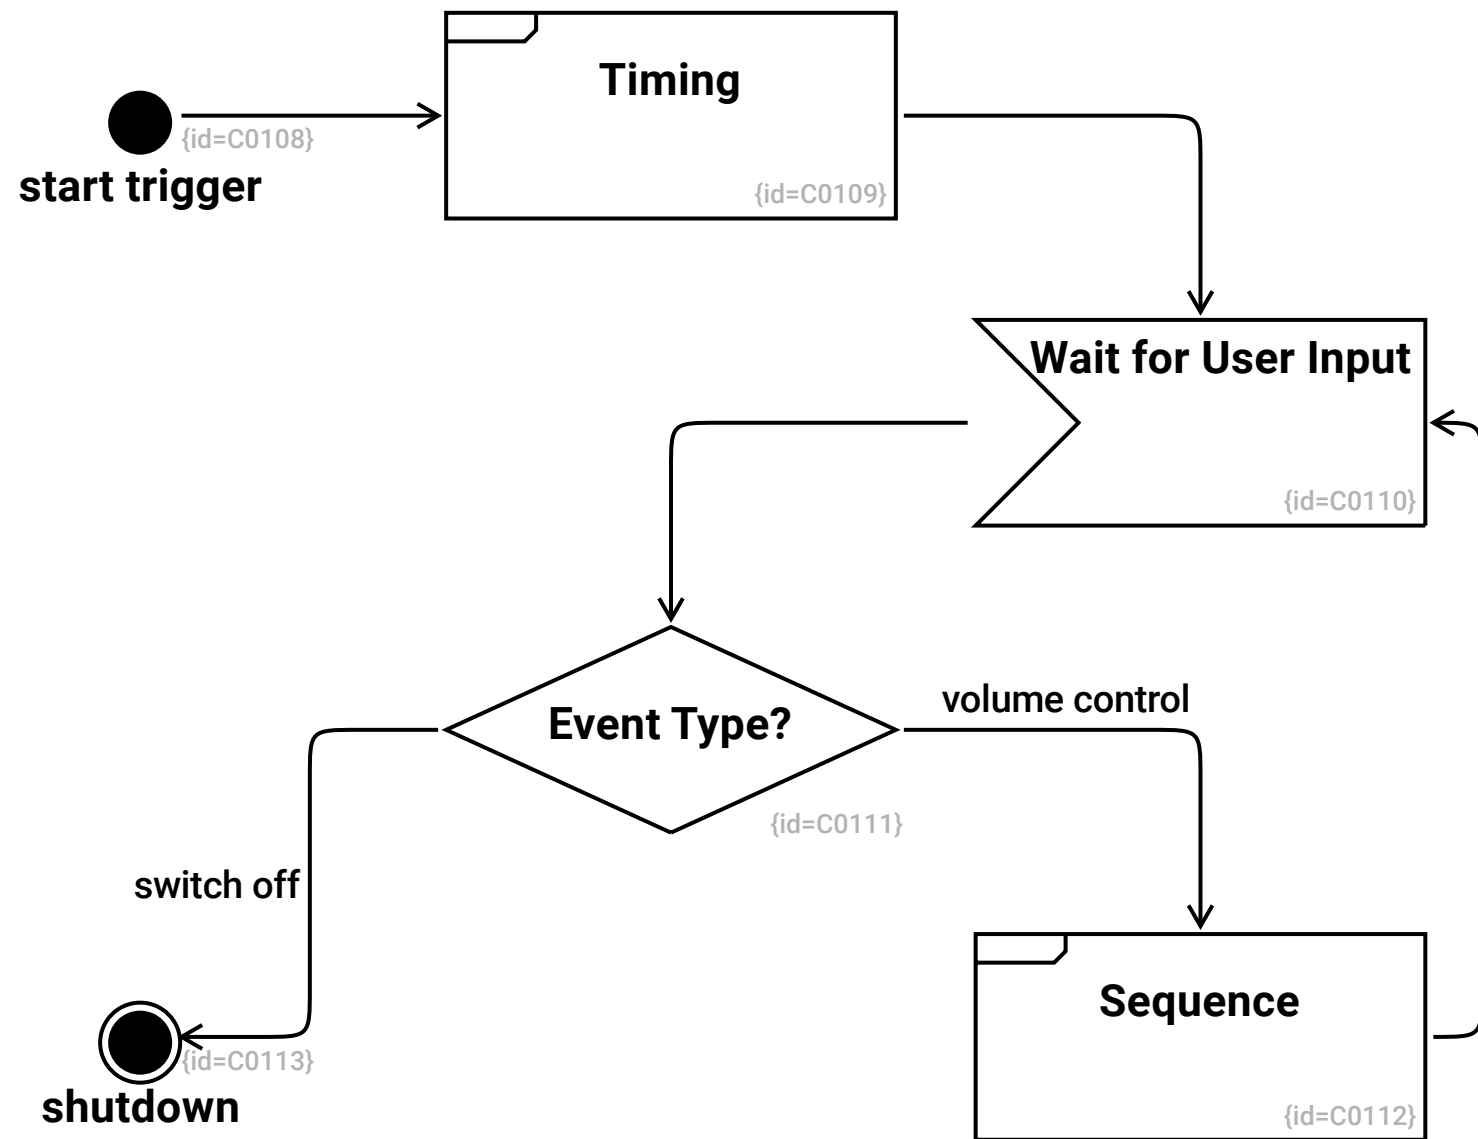 Timing
{id=C0108}
start trigger
{id=C0109}
Wait for User Input
{id=C0110}
volume control
Event Type?
{id=C0111}
switch off
Sequence
{id=C0113}
shutdown
{id=C0112}